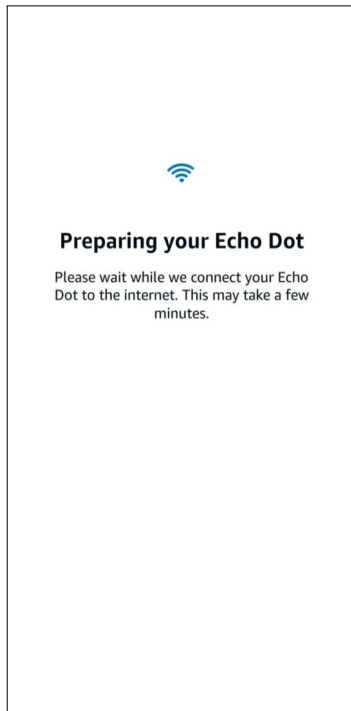 Preparing your Echo Dot
Please wait while we connect your Echo
Dot to the internet. This may take a few
minutes.